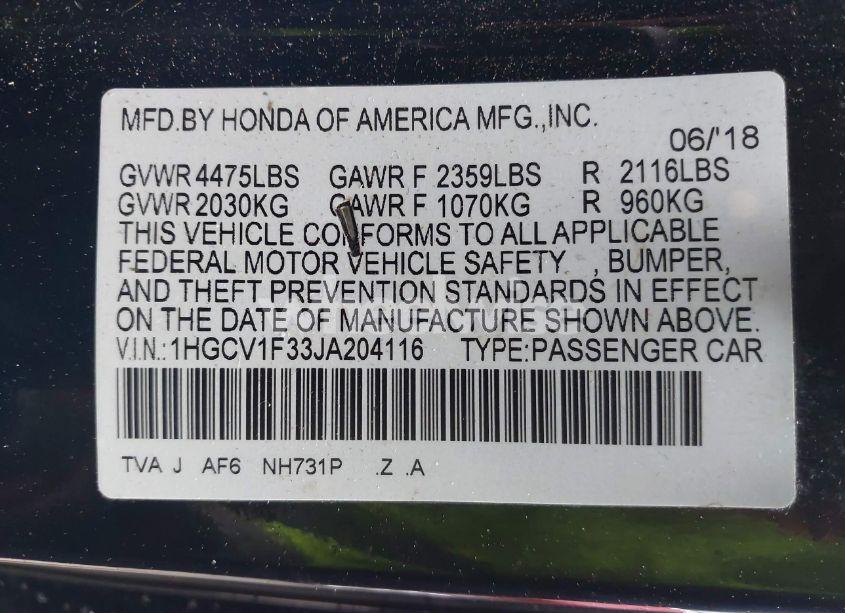 MFD.BY HONDA OF AMERICA MFG.,INC.
06/'18
GVWR 4475LBS GAWR F 2359LBS R 2116LBS
GVWR 2030KG GAWR F 1070KG R 960KG
THIS VEHICLE CONFORMS TO ALL APPLICABLE
FEDERAL MOTOR VEHICLE SAFETY , BUMPER,
AND THEFT PREVENTION STANDARDS IN EFFECT
ON THE DATE OF MANUFACTURE SHOWN ABOVE.
V.I.N.:1HGCV1F33JA204116 TYPE:PASSENGER CAR
TVA J AF6 NH731P .Z .A